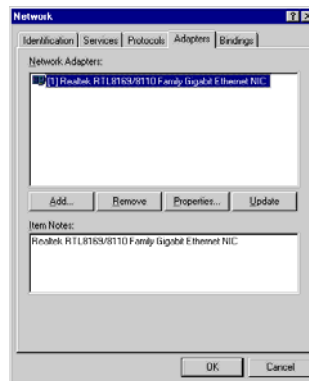 Network
Identification Services Protocols Adapters Bindings
Network Adapters:
[1] Realtek RTL8169/8110 Family Gigabit Ethernet NIC
Add... Remove Properties... Update
Item Notes:
Realtek RTL8169/8110 Family Gigabit Ethernet NIC
OK Cancel